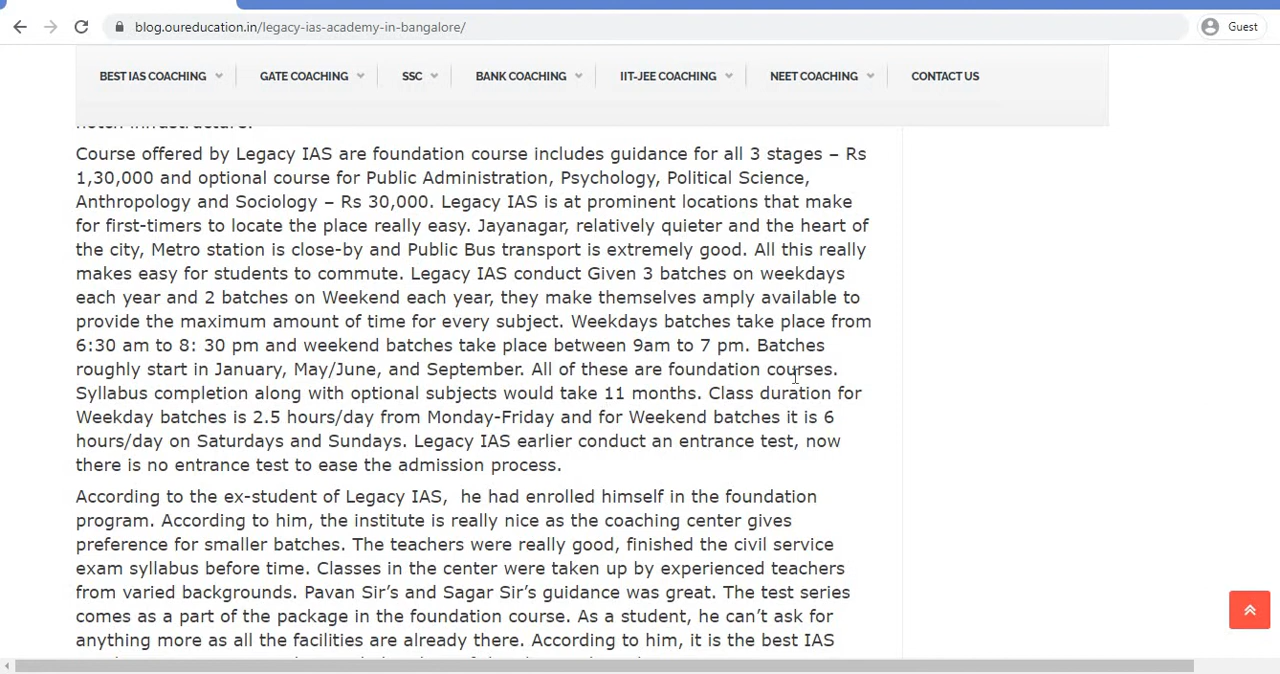 blog.oureducation.in/legacy-ias-academy-in-bangalore/
Guest
BEST IAS COACHING GATE COACHING SSC BANK COACHING IIT-JEE COACHING NEET COACHING CONTACT US
notch infrastructure.
Course offered by Legacy IAS are foundation course includes guidance for all 3 stages – Rs
1,30,000 and optional course for Public Administration, Psychology, Political Science,
Anthropology and Sociology – Rs 30,000. Legacy IAS is at prominent locations that make
for first-timers to locate the place really easy. Jayanagar, relatively quieter and the heart of
the city, Metro station is close-by and Public Bus transport is extremely good. All this really
makes easy for students to commute. Legacy IAS conduct Given 3 batches on weekdays
each year and 2 batches on Weekend each year, they make themselves amply available to
provide the maximum amount of time for every subject. Weekdays batches take place from
6:30 am to 8: 30 pm and weekend batches take place between 9am to 7 pm. Batches
roughly start in January, May/June, and September. All of these are foundation courses.
Syllabus completion along with optional subjects would take 11 months. Class duration for
Weekday batches is 2.5 hours/day from Monday-Friday and for Weekend batches it is 6
hours/day on Saturdays and Sundays. Legacy IAS earlier conduct an entrance test, now
there is no entrance test to ease the admission process.
According to the ex-student of Legacy IAS,  he had enrolled himself in the foundation
program. According to him, the institute is really nice as the coaching center gives
preference for smaller batches. The teachers were really good, finished the civil service
exam syllabus before time. Classes in the center were taken up by experienced teachers
from varied backgrounds. Pavan Sir’s and Sagar Sir’s guidance was great. The test series
comes as a part of the package in the foundation course. As a student, he can’t ask for
anything more as all the facilities are already there. According to him, it is the best IAS